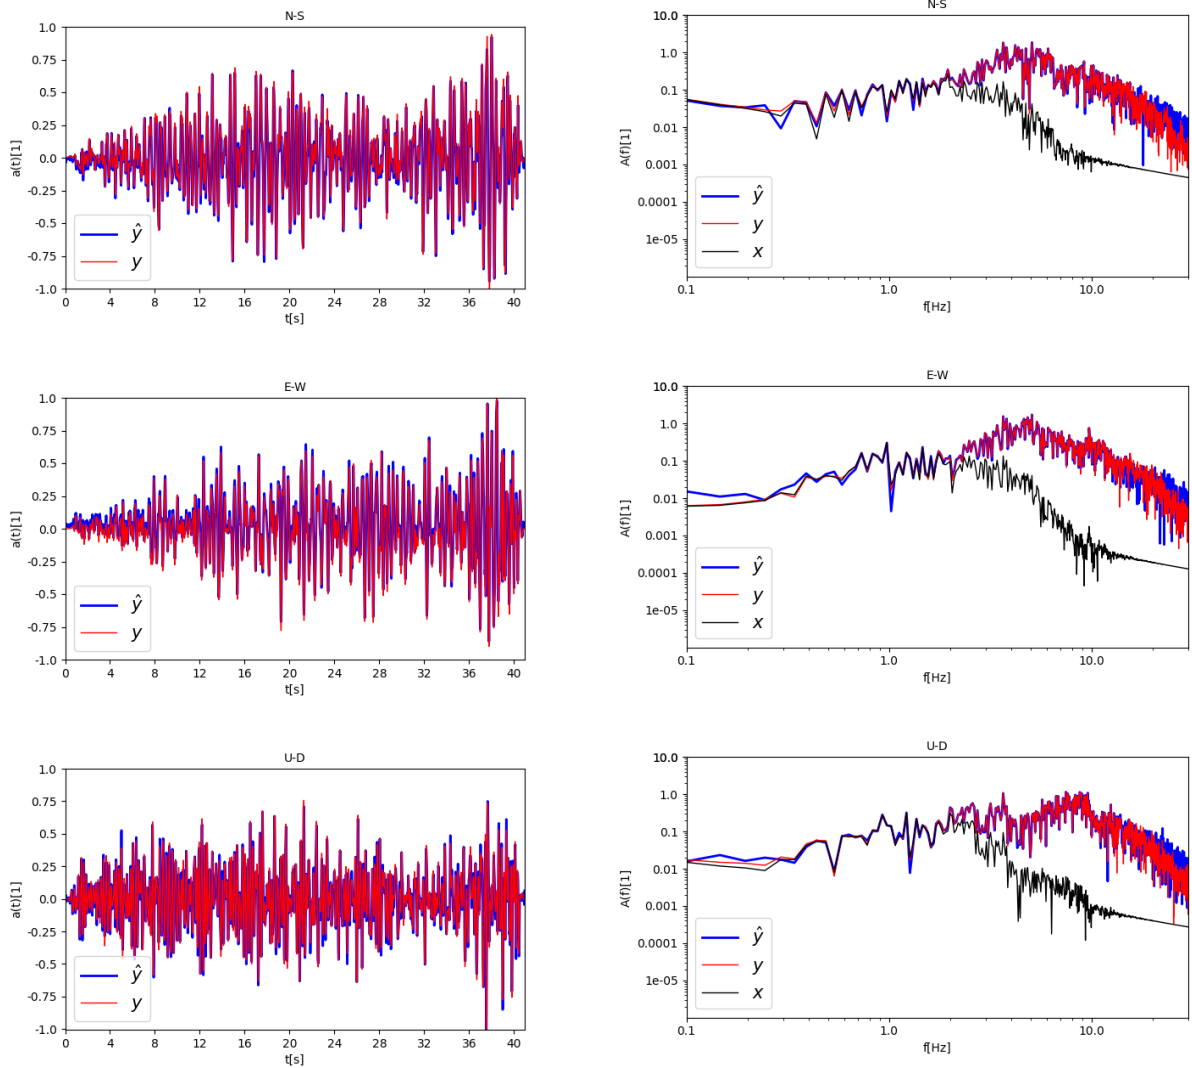 N-S
1.0
0.75
0.5
0.25
0.0
-0.25
-0.5
-0.75
-1.0
a(t)[1]
ŷ
y
0 4 8 12 16 20 24 28 32 36 40
t[s]
N-S
10.0
1.0
0.1
0.01
0.001
0.0001
1e-05
A(f)[1]
ŷ
y
x
0.1 1.0 10.0
f[Hz]
E-W
1.0
0.75
0.5
0.25
0.0
-0.25
-0.5
-0.75
-1.0
a(t)[1]
ŷ
y
0 4 8 12 16 20 24 28 32 36 40
t[s]
E-W
10.0
1.0
0.1
0.01
0.001
0.0001
1e-05
A(f)[1]
ŷ
y
x
0.1 1.0 10.0
f[Hz]
U-D
1.0
0.75
0.5
0.25
0.0
-0.25
-0.5
-0.75
-1.0
a(t)[1]
ŷ
y
0 4 8 12 16 20 24 28 32 36 40
t[s]
U-D
10.0
1.0
0.1
0.01
0.001
0.0001
1e-05
A(f)[1]
ŷ
y
x
0.1 1.0 10.0
f[Hz]